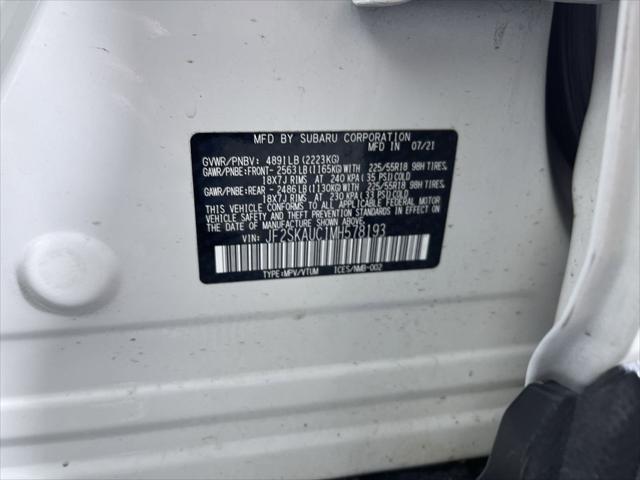 MFD BY SUBARU CORPORATION
MFD IN 07/21
GVWR/PNBV: 4891LB (2223KG)
GAWR/PNBE:FRONT- 2563LB(1165KG) WITH/AVEC 225/55R18 98H TIRES.
18X7J RIMS AT 240 KPA(35 PSI)COLD
GAWR/PNBE:REAR - 2486LB(1130KG) WITH/AVEC 225/55R18 98H TIRES.
18X7J RIMS AT 230 KPA(33 PSI)COLD
THIS VEHICLE CONFORMS TO ALL APPLICABLE FEDERAL MOTOR
VEHICLE SAFETY AND THEFT PREVENTION STANDARDS IN EFFECT
ON THE DATE OF MANUFACTURE SHOWN ABOVE.
VIN: JF2SKAUC1MH578193
TYPE:MPV/VTUM ICES/NMB-002